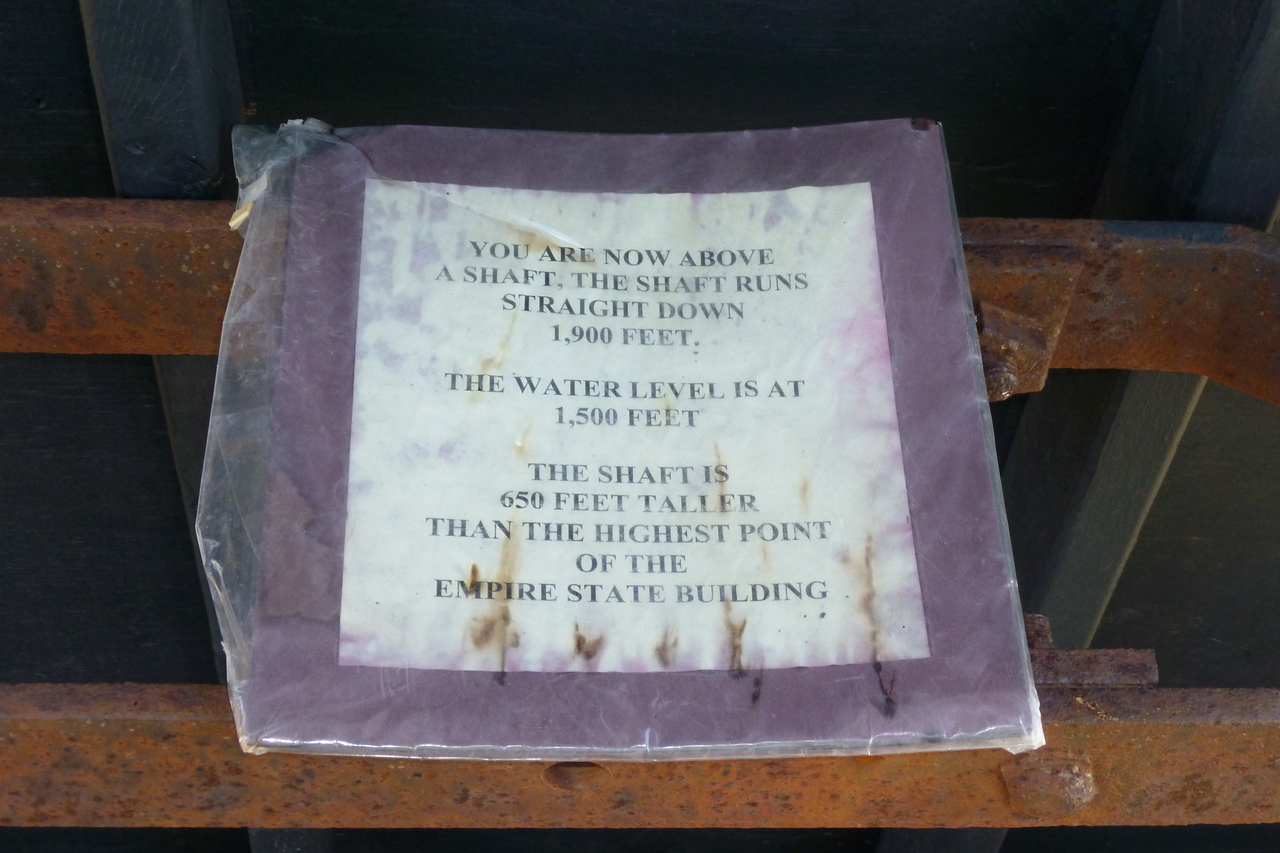 YOU ARE NOW ABOVE
A SHAFT, THE SHAFT RUNS
STRAIGHT DOWN
1,900 FEET.
THE WATER LEVEL IS AT
1,500 FEET
THE SHAFT IS
650 FEET TALLER
THAN THE HIGHEST POINT
OF THE
EMPIRE STATE BUILDING